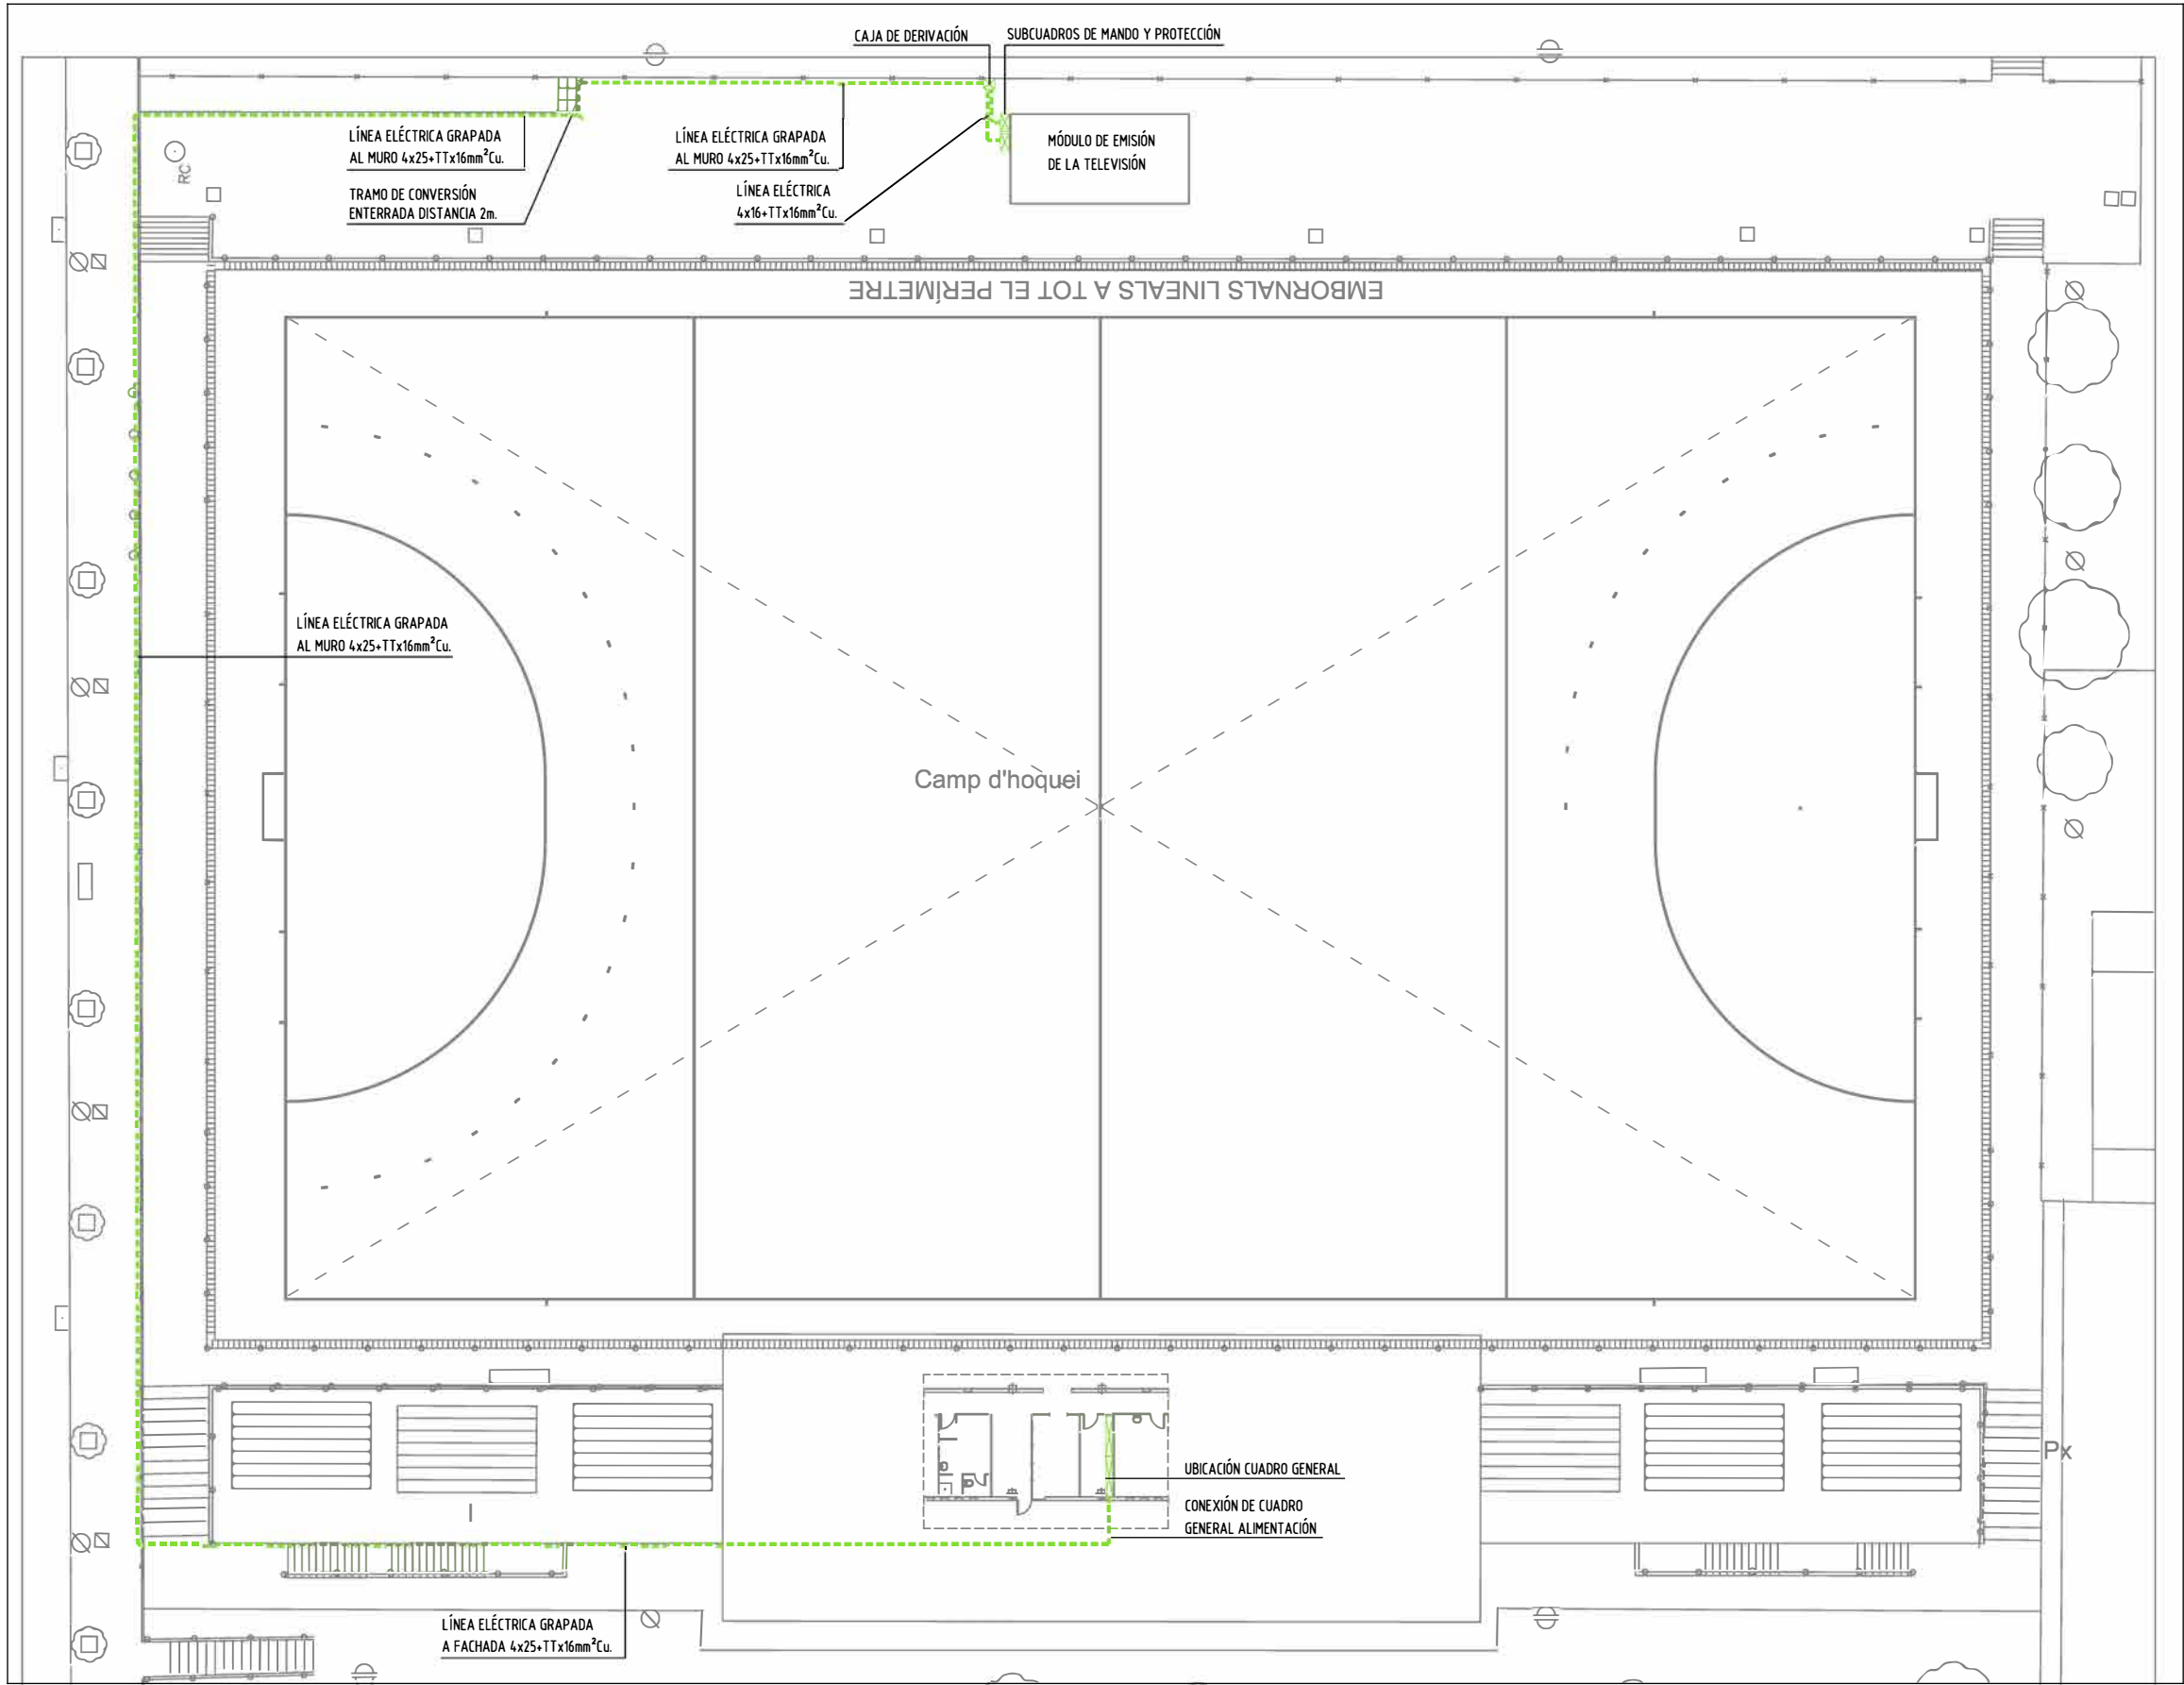 CAJA DE DERIVACIÓN
SUBCUADROS DE MANDO Y PROTECCIÓN
LÍNEA ELÉCTRICA GRAPADA
AL MURO 4x25+TTx16mm²Cu.
LÍNEA ELÉCTRICA GRAPADA
AL MURO 4x25+TTx16mm²Cu.
MÓDULO DE EMISIÓN
DE LA TELEVISIÓN
RC
TRAMO DE CONVERSIÓN
ENTERRADA DISTANCIA 2m.
LÍNEA ELÉCTRICA
4x16+TTx16mm²Cu.
EMBORNALS LINEALS A TOT EL PERÍMETRE
LÍNEA ELÉCTRICA GRAPADA
AL MURO 4x25+TTx16mm²Cu.
Camp d'hoquei
Px
UBICACIÓN CUADRO GENERAL
CONEXIÓN DE CUADRO
GENERAL ALIMENTACIÓN
LÍNEA ELÉCTRICA GRAPADA
A FACHADA 4x25+TTx16mm²Cu.